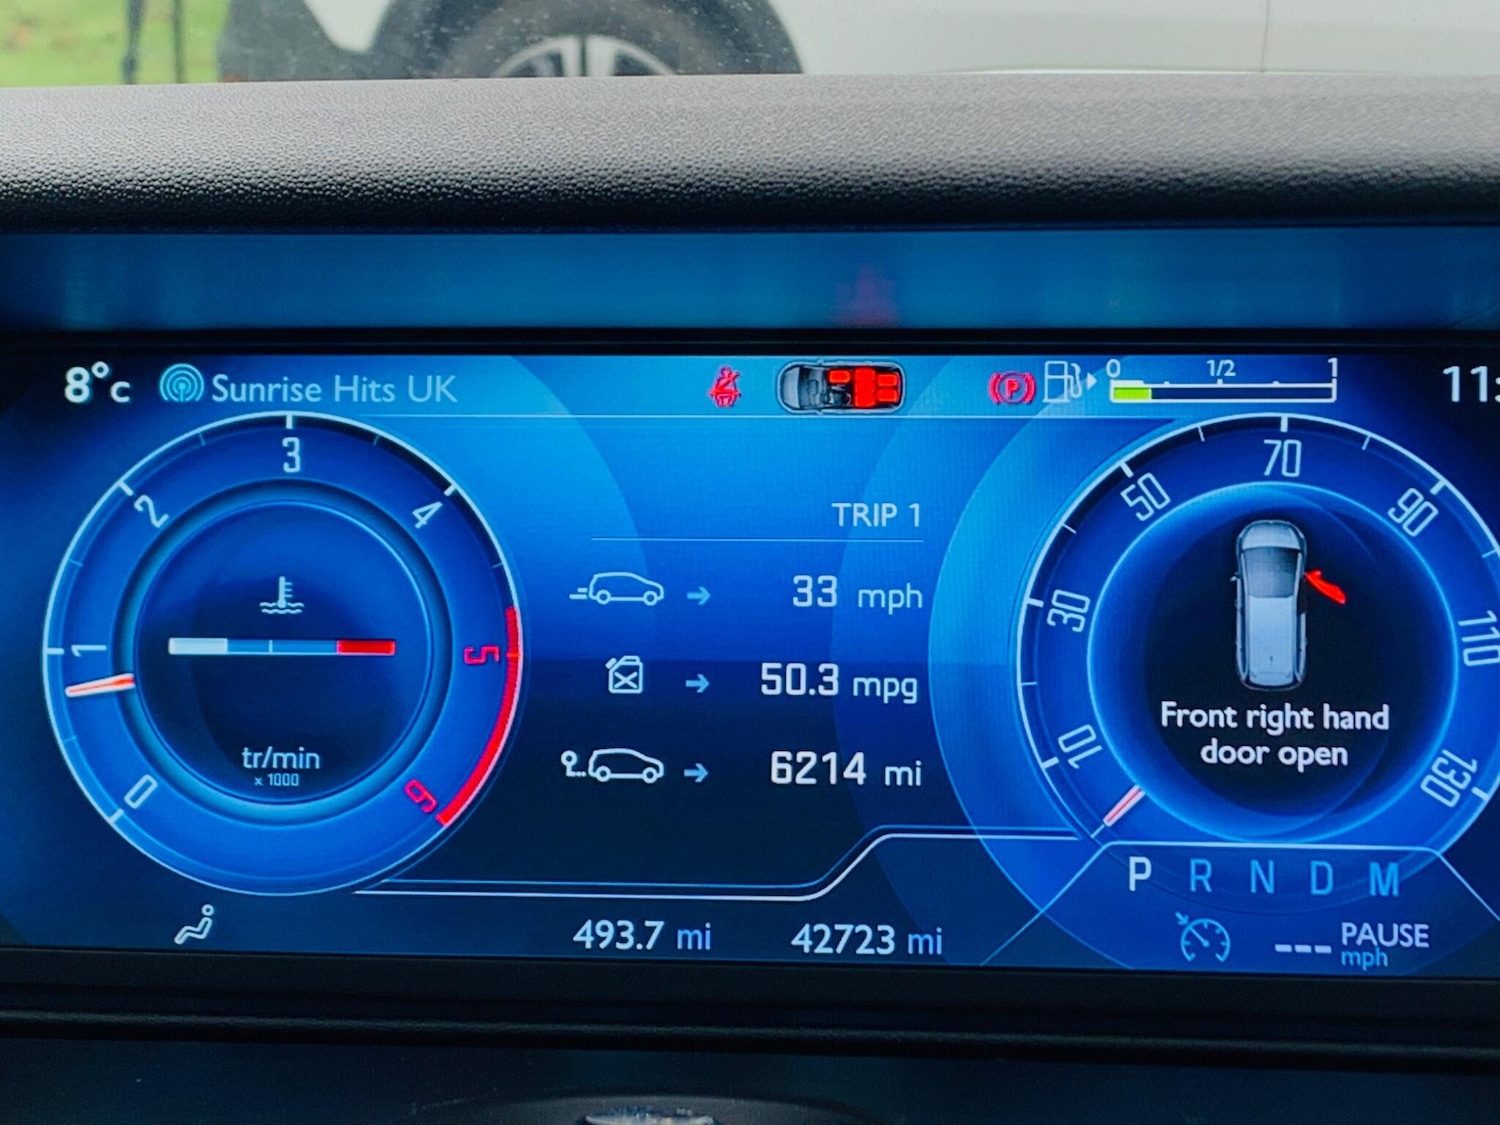 8°c Sunrise Hits UK
P
0 1/2 1
11:
0
1
2
3
4
5
6
tr/min
x 1000
TRIP 1
33 mph
50.3 mpg
6214 mi
493.7 mi 42723 mi
10
30
50
70
90
110
130
Front right hand
door open
P R N D M
--- PAUSE
mph